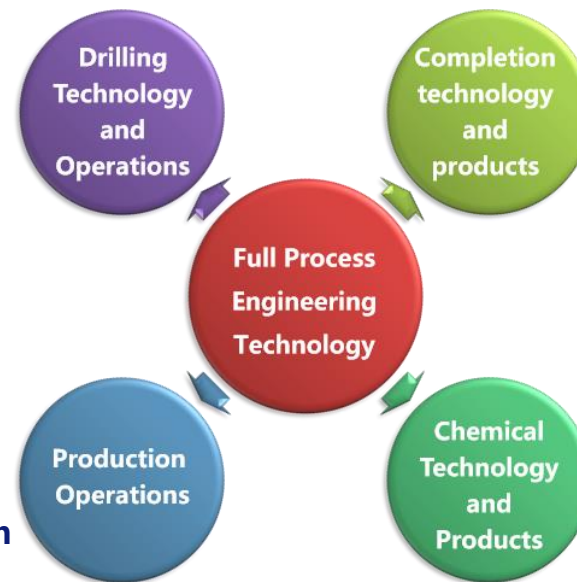 Drilling
Technology
and
Operations
Completion
technology
and
products
Full Process
Engineering
Technology
Production
Operations
Chemical
Technology
and
Products